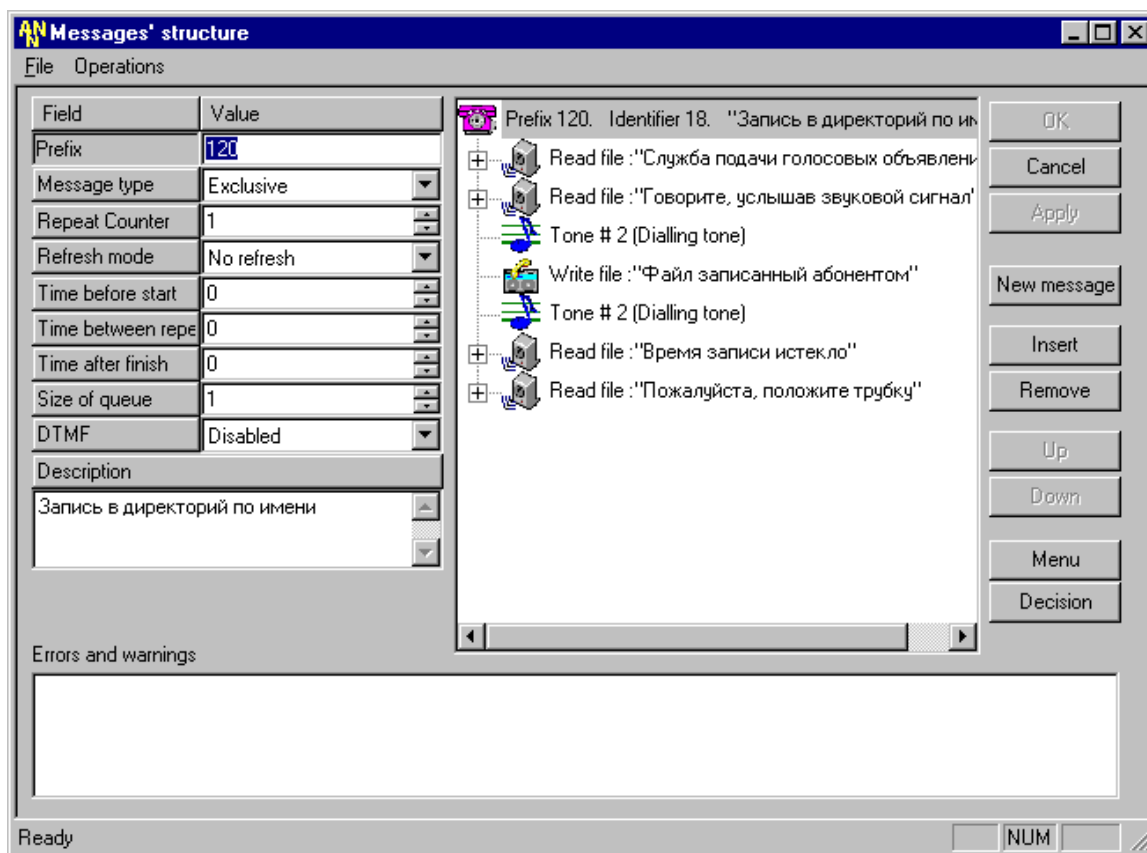 Messages' structure
File Operations
Field Value
Prefix 120
Message type Exclusive
Repeat Counter 1
Refresh mode No refresh
Time before start 0
Time between repe 0
Time after finish 0
Size of queue 1
DTMF Disabled
Description
Запись в директорий по имени
Prefix 120. Identifier 18. "Запись в директорий по им
Read file :"Служба подачи голосовых объявлени
Read file :"Говорите, услышав звуковой сигнал"
Tone # 2 (Dialling tone)
Write file :"Файл записанный абонентом"
Tone # 2 (Dialling tone)
Read file :"Время записи истекло"
Read file :"Пожалуйста, положите трубку"
OK
Cancel
Apply
New message
Insert
Remove
Up
Down
Menu
Decision
Errors and warnings
Ready NUM